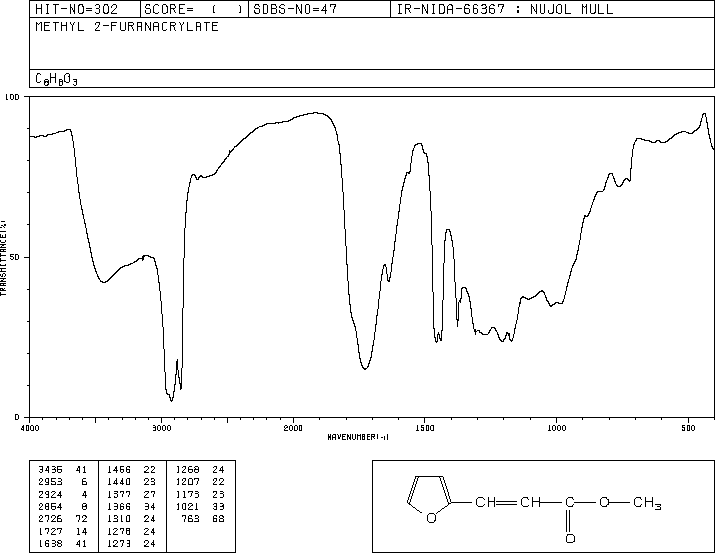 HIT-NO=302 SCORE= ( ) SDBS-NO=47 IR-NIDA-66367 : NUJOL MULL
METHYL 2-FURANACRYLATE
C8H8O3
100
TRANSMITTANCE(%)
50
0
4000 3000 2000 1500 1000 500
WAVENUMBER(-1)
3435 41 1456 22 1268 24
2953 6 1440 23 1207 22
2924 4 1377 27 1173 23
2854 8 1366 34 1021 33
2726 72 1310 24 763 68
1727 14 1278 24
1638 41 1273 24
O CH CH C O CH3
O